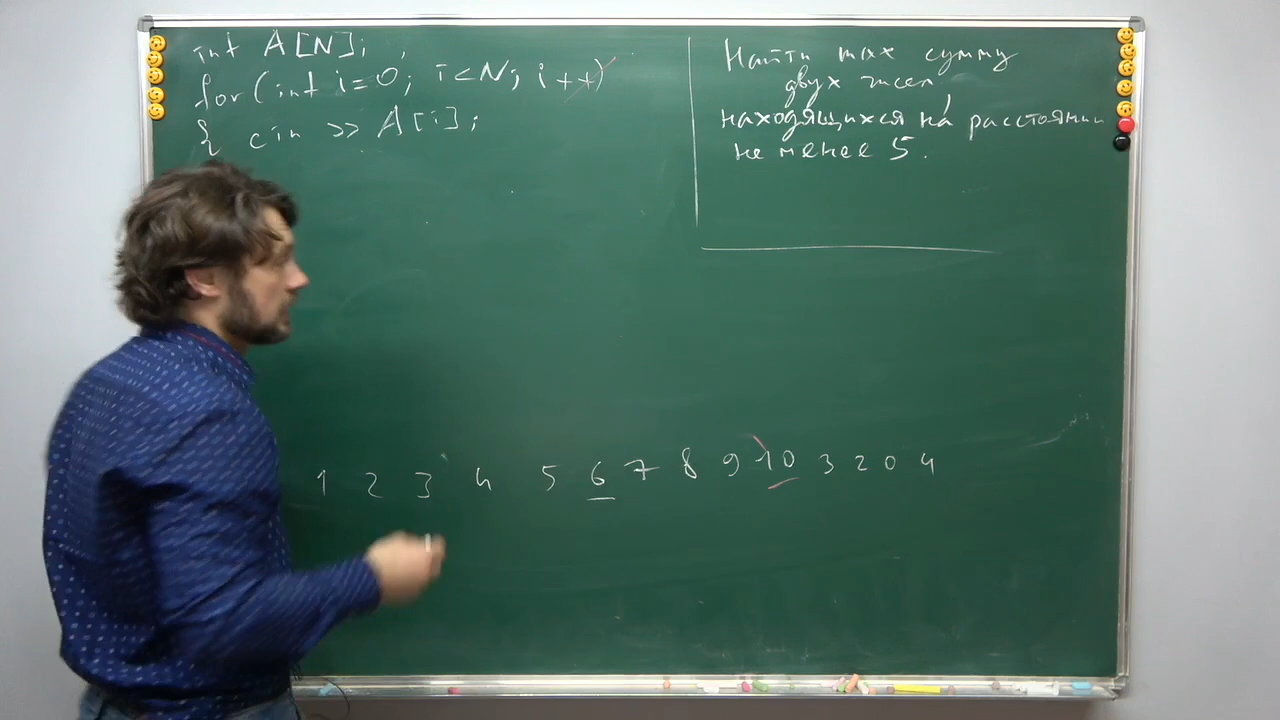 int A[N];
for(int i=0; i<N; i++)
{ cin >> A[i];
Найти max сумму
двух чисел,
находящихся на расстоянии
не менее 5.
1 2 3 4 5 6 7 8 9 10 3 2 0 4